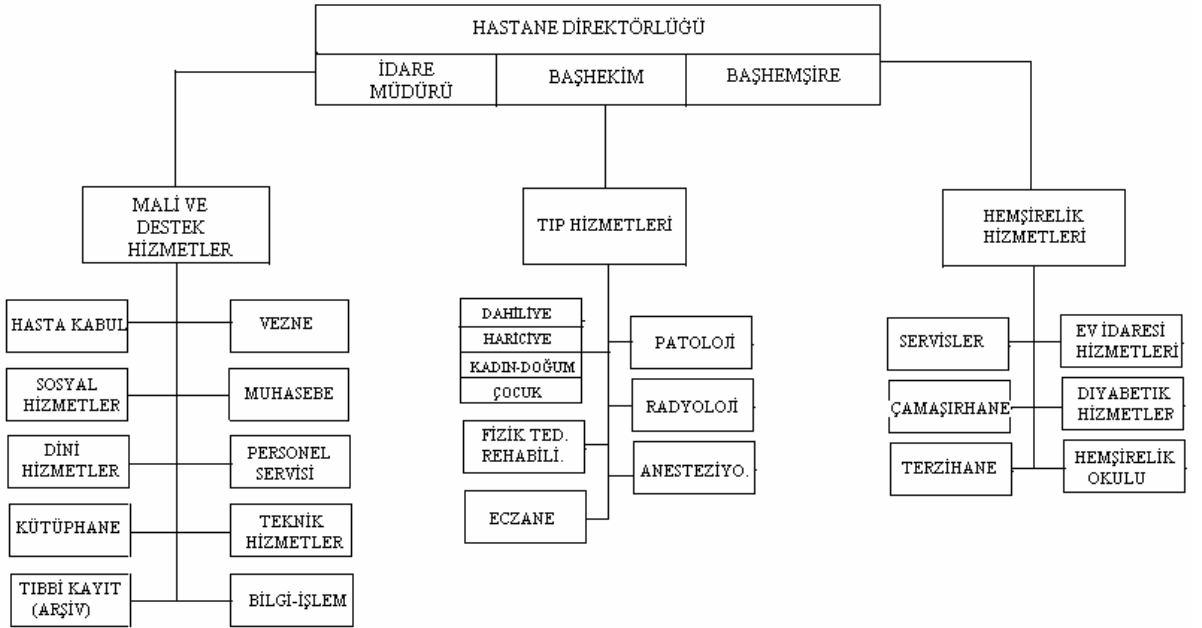 HASTANE DİREKTÖRLÜĞÜ
İDARE
MÜDÜRÜ
BAŞHEKİM
BAŞHEMŞİRE
MALİ VE
DESTEK
HİZMETLER
TIP HİZMETLERİ
HEMŞİRELİK
HİZMETLERİ
HASTA KABUL
VEZNE
SOSYAL
HİZMETLER
MUHASEBE
DİNİ
HİZMETLER
PERSONEL
SERVİSİ
KÜTÜPHANE
TEKNİK
HİZMETLER
TIBBİ KAYIT
(ARŞİV)
BİLGİ-İŞLEM
DAHİLİYE
HARİCİYE
KADIN-DOĞUM
ÇOCUK
PATOLOJİ
RADYOLOJİ
FİZİK TED.
REHABİLİ.
ANESTEZİYO.
ECZANE
SERVİSLER
EV İDARESİ
HİZMETLERİ
ÇAMAŞIRHANE
DIYABETIK
HİZMETLER
TERZİHANE
HEMŞİRELİK
OKULU